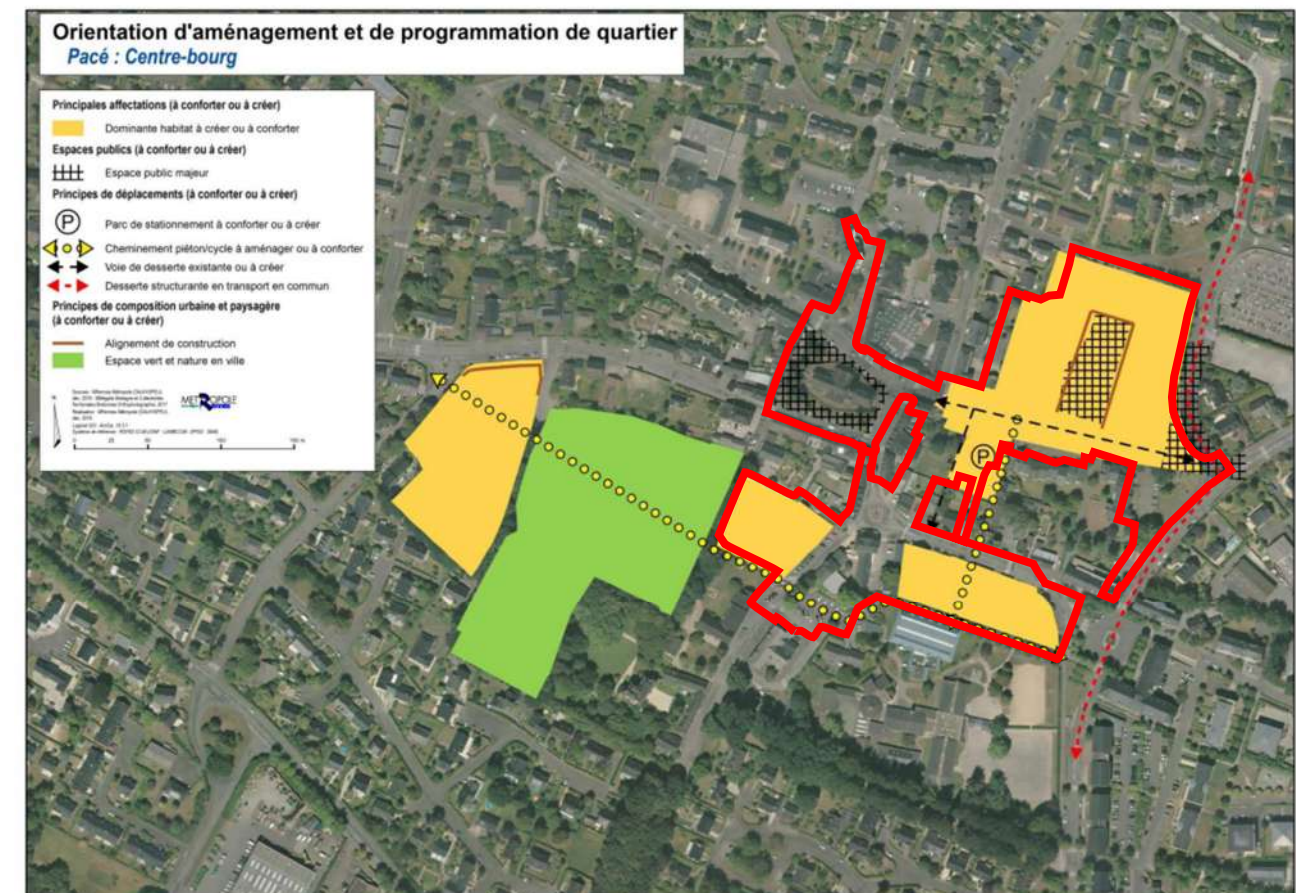 Orientation d'aménagement et de programmation de quartier
Pacé : Centre-bourg
Principales affectations (à conforter ou à créer)
Dominante habitat à créer ou à conforter
Espaces publics (à conforter ou à créer)
Espace public majeur
Principes de déplacements (à conforter ou à créer)
P
Parc de stationnement à conforter ou à créer
Cheminement piéton/cycle à aménager ou à conforter
Voie de desserte existante ou à créer
Desserte structurante en transport en commun
Principes de composition urbaine et paysagère
(à conforter ou à créer)
Alignement de construction
Espace vert et nature en ville
METROPOLE
P